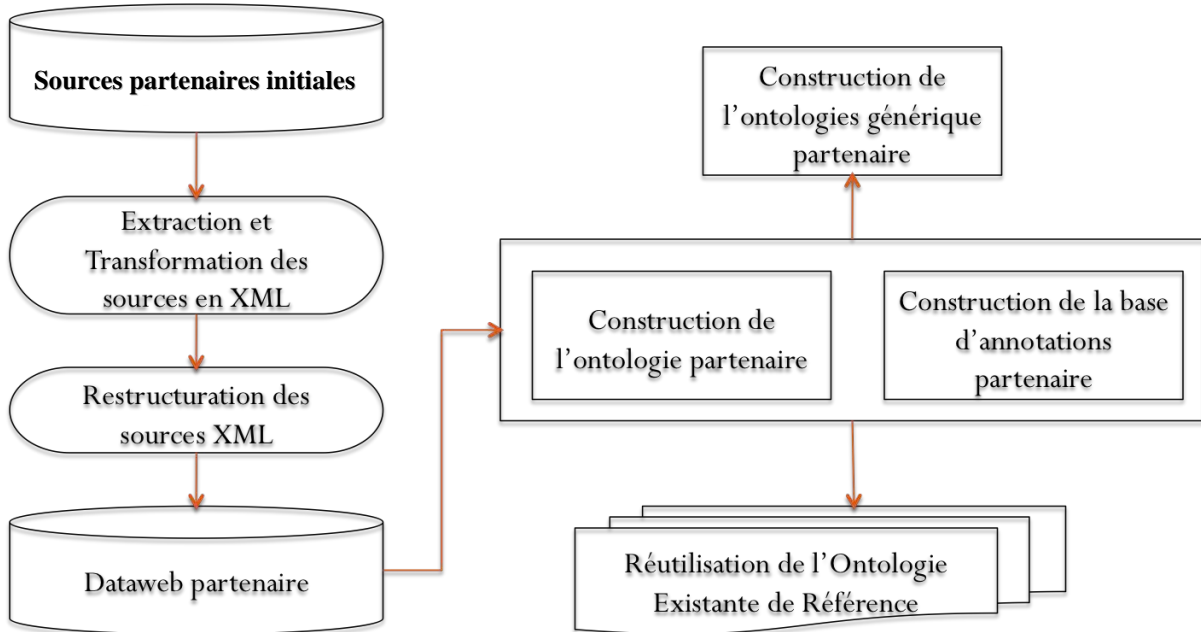 Sources partenaires initiales
Extraction et
Transformation des
sources en XML
Restructuration des
sources XML
Dataweb partenaire
Construction de
l'ontologies générique
partenaire
Construction de
l'ontologie partenaire
Construction de la base
d'annotations
partenaire
Réutilisation de l'Ontologie
Existante de Référence